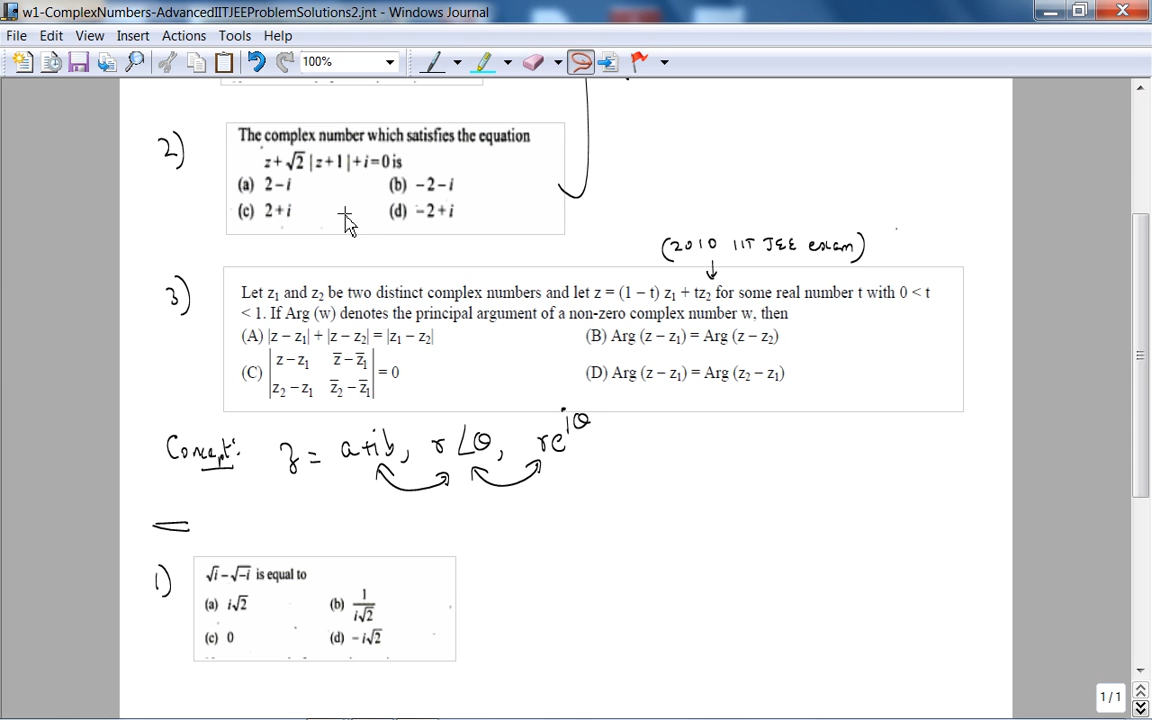 w1-ComplexNumbers-AdvancedIITJEEProblemSolutions2.jnt - Windows Journal
File Edit View Insert Actions Tools Help
100%
2)
The complex number which satisfies the equation
z+√2 |z+1|+i=0 is
(a) 2−i (b) −2−i
(c) 2+i (d) −2+i
(2010 IIT JEE exam)
3)
Let z₁ and z₂ be two distinct complex numbers and let z = (1 − t) z₁ + tz₂ for some real number t with 0 < t
< 1. If Arg (w) denotes the principal argument of a non-zero complex number w, then
(A) |z − z₁| + |z − z₂| = |z₁ − z₂| (B) Arg (z − z₁) = Arg (z − z₂)
(C) |z − z₁ z̄ − z̄₁| = 0 (D) Arg (z − z₁) = Arg (z₂ − z₁)
|z₂ − z₁ z̄₂ − z̄₁|
Concept: z = a+ib, r∠θ, re^iθ
1)
√i − √−i is equal to
(a) i√2 (b) 1/i√2
(c) 0 (d) − i√2
1 / 1